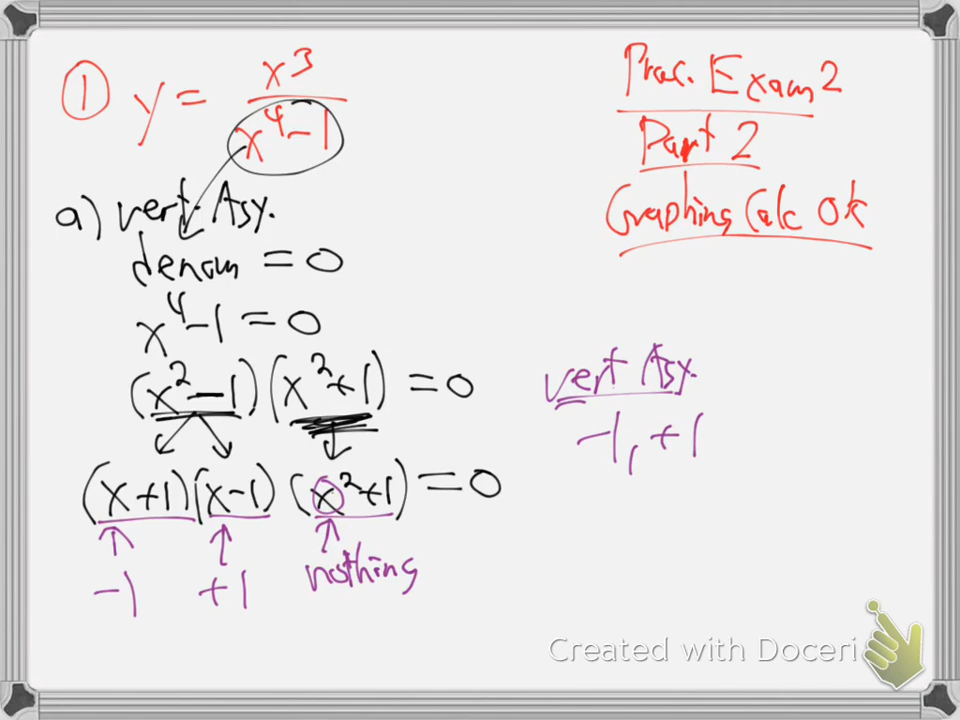 ① y = x³ / (x⁴-1)
a) vert Asy.
denom = 0
x⁴-1 = 0
(x²-1)(x²+1) = 0
(x+1)(x-1)(x²+1) = 0
-1 +1 nothing
Prac. Exam 2
Part 2
Graphing Calc Ok
vert Asy.
-1, +1
Created with Doceri